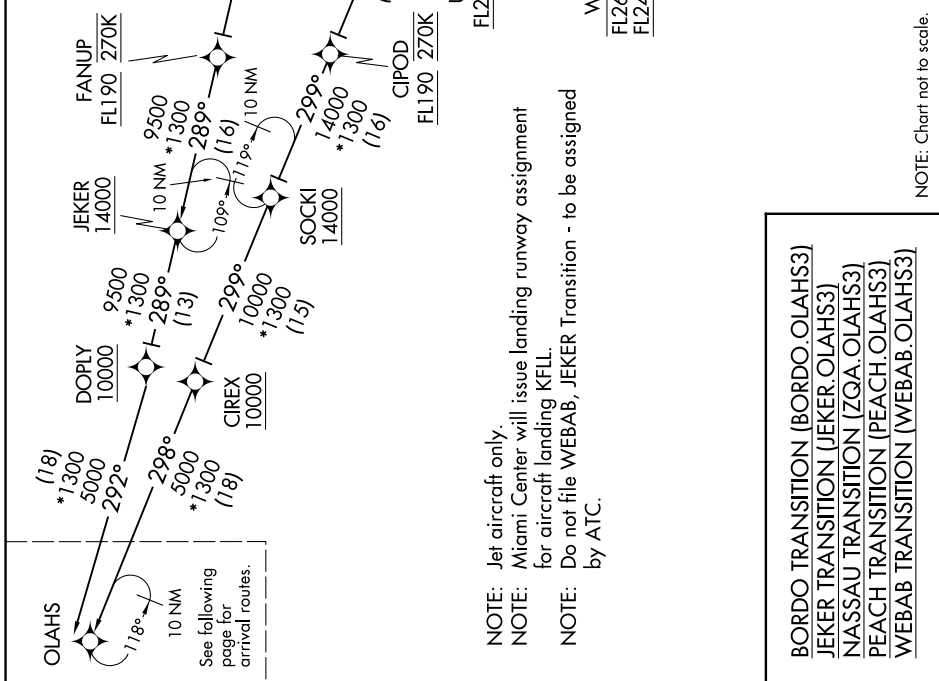 FANUP
FL190 270K
CIPOD
FL190 270K
9500
*1300
289°
(16)
299°
14000
*1300
(16)
10 NM
119°
10 NM
109°
JEKER
14000
SOCKI
14000
9500
*1300
289°
(13)
299°
10000
*1300
(15)
DOPLY
10000
CIREX
10000
(18)
*1300
5000
292°
298°
5000
*1300
(18)
OLAHS
118°
10 NM
See following
page for
arrival routes.
NOTE: Jet aircraft only.
NOTE: Miami Center will issue landing runway assignment
for aircraft landing KFLL.
NOTE: Do not file WEBAB, JEKER Transition - to be assigned
by ATC.
BORDO TRANSITION (BORDO.OLAHS3)
JEKER TRANSITION (JEKER.OLAHS3)
NASSAU TRANSITION (ZQA.OLAHS3)
PEACH TRANSITION (PEACH.OLAHS3)
WEBAB TRANSITION (WEBAB.OLAHS3)
NOTE: Chart not to scale.